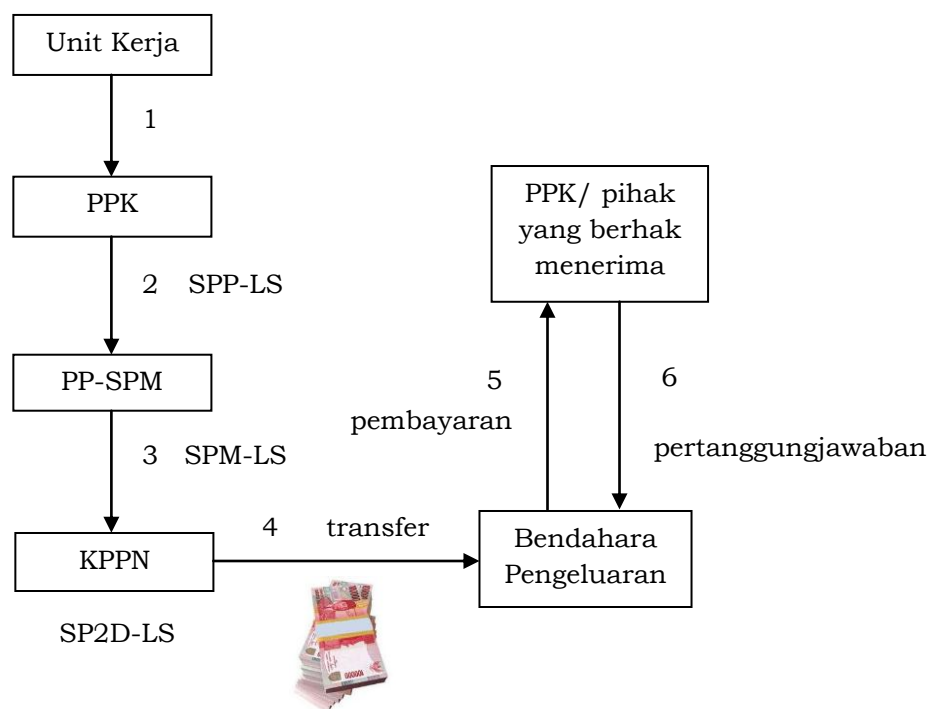 Unit Kerja
1
PPK
2 SPP-LS
PP-SPM
3 SPM-LS
KPPN
SP2D-LS
4 transfer
PPK/ pihak
yang berhak
menerima
5
pembayaran
6
pertanggungjawaban
Bendahara
Pengeluaran